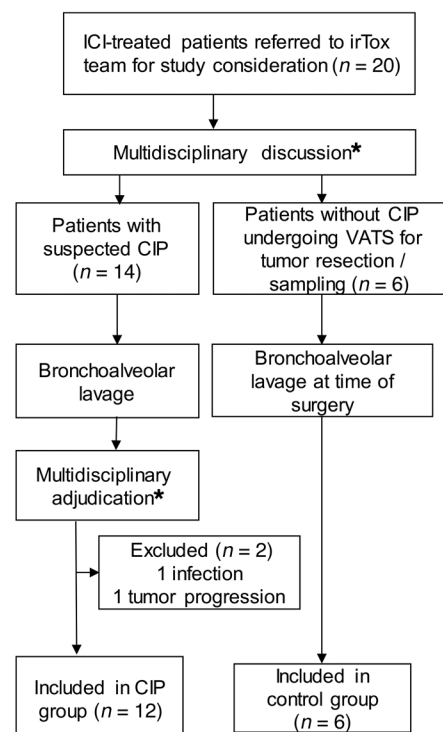 ICI-treated patients referred to irTox
team for study consideration (n = 20)
Multidisciplinary discussion*
Patients with
suspected CIP
(n = 14)
Patients without CIP
undergoing VATS for
tumor resection /
sampling (n = 6)
Bronchoalveolar
lavage
Bronchoalveolar
lavage at time of
surgery
Multidisciplinary
adjudication*
Excluded (n = 2)
1 infection
1 tumor progression
Included in CIP
group (n = 12)
Included in
control group
(n = 6)